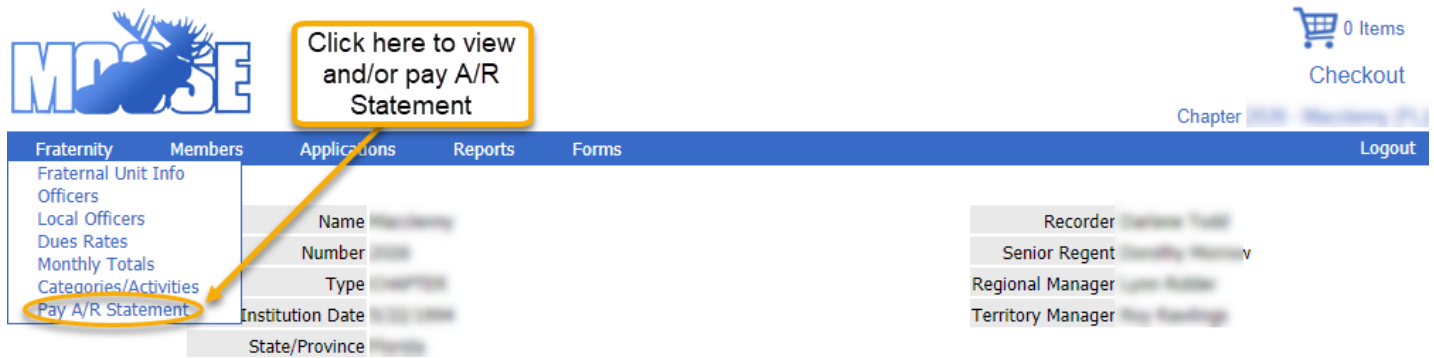 MOOSE
Click here to view
and/or pay A/R
Statement
0 Items
Checkout
Chapter
Fraternity Members Applications Reports Forms Logout
Fraternal Unit Info
Officers
Local Officers
Dues Rates
Monthly Totals
Categories/Activities
Pay A/R Statement
Name
Number
Type
Institution Date
State/Province
Recorder
Senior Regent
Regional Manager
Territory Manager